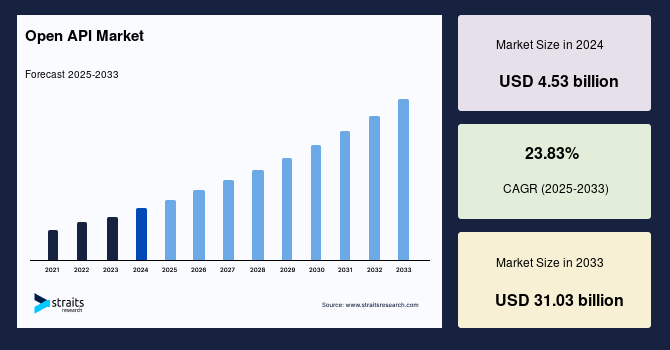 Open API Market
Forecast 2025-2033
2021 2022 2023 2024 2025 2026 2027 2028 2029 2030 2031 2032 2033
straits
research
Source: www.straitsresearch.com
Market Size in 2024
USD 4.53 billion
23.83%
CAGR (2025-2033)
Market Size in 2033
USD 31.03 billion